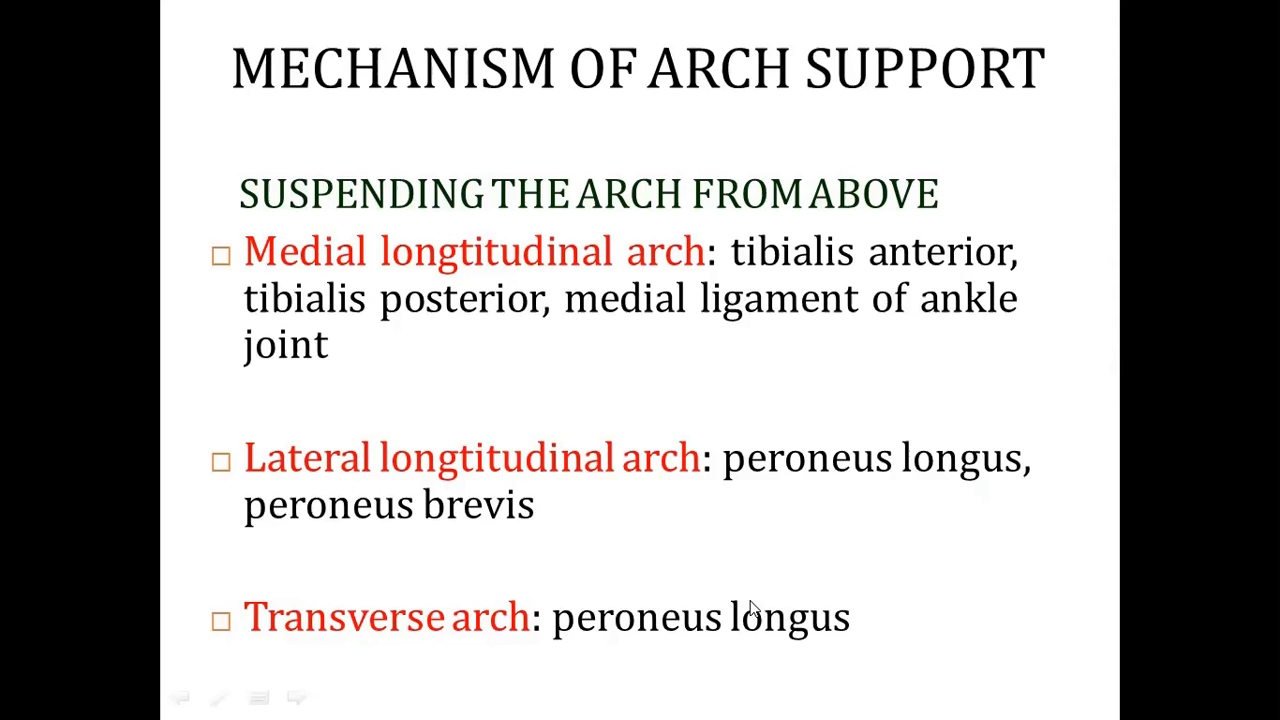 MECHANISM OF ARCH SUPPORT
SUSPENDING THE ARCH FROM ABOVE
Medial longtitudinal arch: tibialis anterior,
tibialis posterior, medial ligament of ankle
joint
Lateral longtitudinal arch: peroneus longus,
peroneus brevis
Transverse arch: peroneus longus